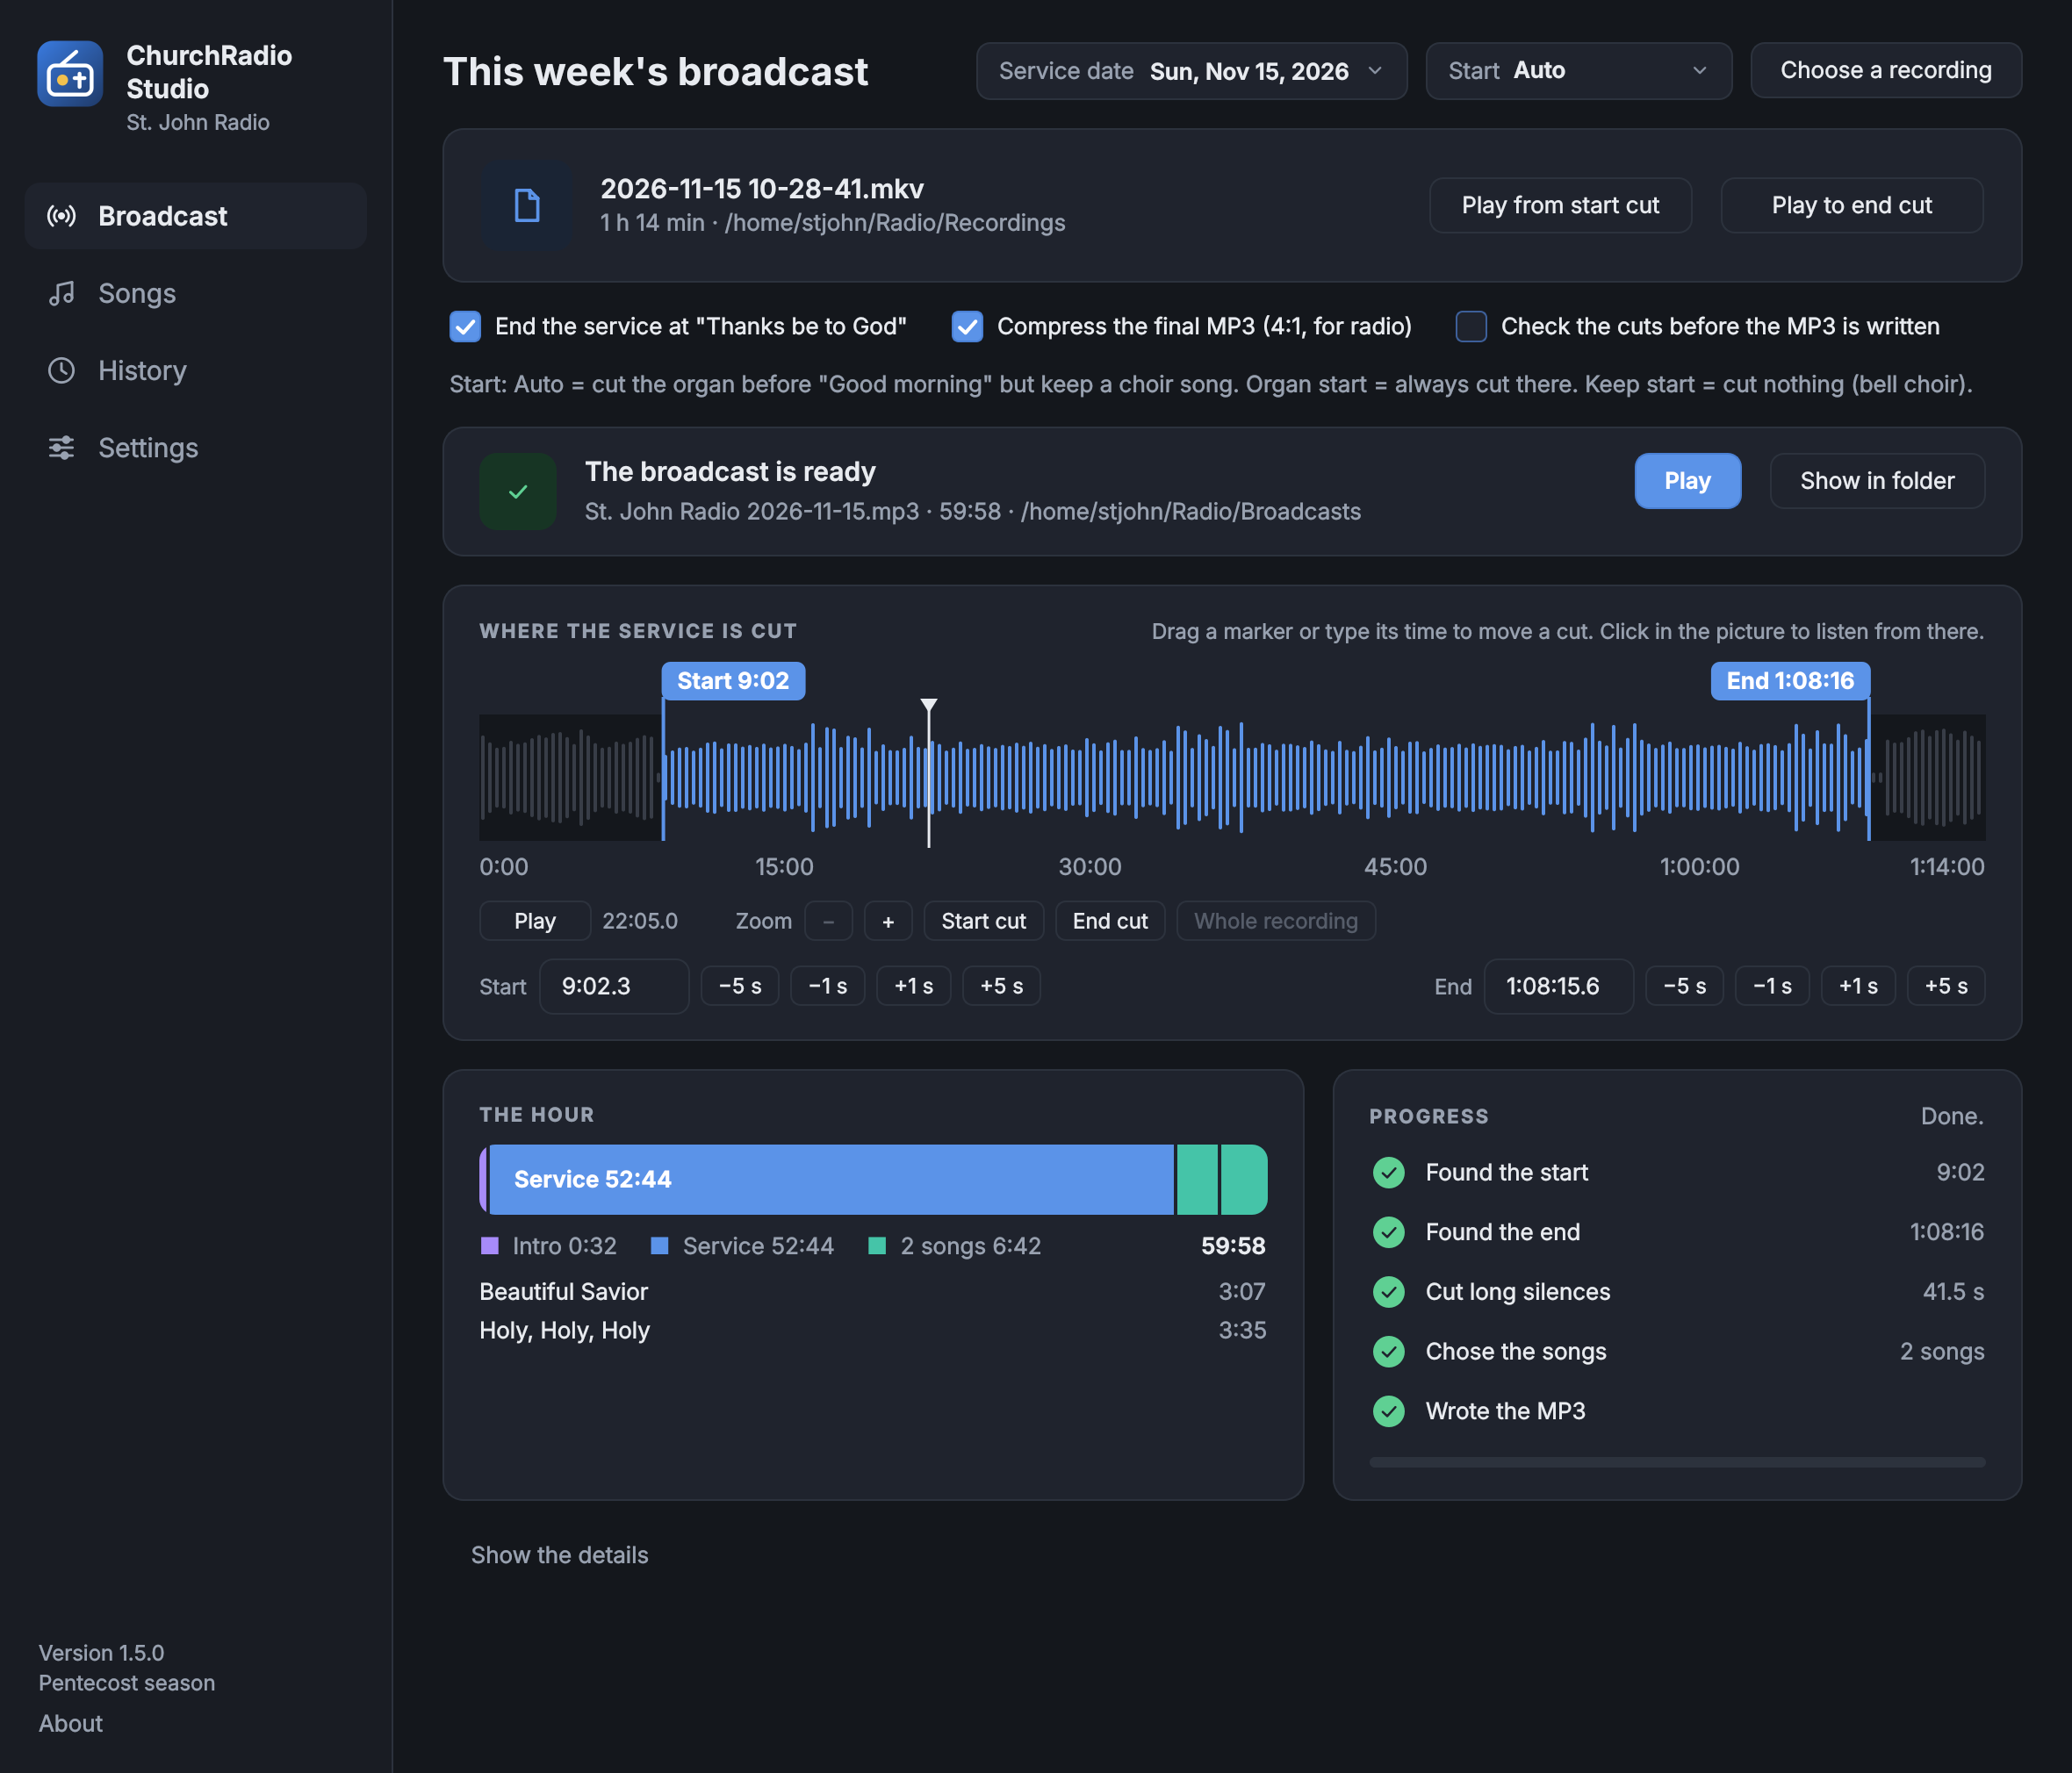 ChurchRadio
Studio
St. John Radio
Broadcast
Songs
History
Settings
Version 1.5.0
Pentecost season
About
This week's broadcast
Service date Sun, Nov 15, 2026
Start Auto
Choose a recording
2026-11-15 10-28-41.mkv
1 h 14 min · /home/stjohn/Radio/Recordings
Play from start cut
Play to end cut
End the service at "Thanks be to God"
Compress the final MP3 (4:1, for radio)
Check the cuts before the MP3 is written
Start: Auto = cut the organ before "Good morning" but keep a choir song. Organ start = always cut there. Keep start = cut nothing (bell choir).
The broadcast is ready
St. John Radio 2026-11-15.mp3 · 59:58 · /home/stjohn/Radio/Broadcasts
Play
Show in folder
WHERE THE SERVICE IS CUT
Drag a marker or type its time to move a cut. Click in the picture to listen from there.
Start 9:02
End 1:08:16
0:00 15:00 30:00 45:00 1:00:00 1:14:00
Play 22:05.0 Zoom − + Start cut End cut Whole recording
Start 9:02.3 −5 s −1 s +1 s +5 s
End 1:08:15.6 −5 s −1 s +1 s +5 s
THE HOUR
Service 52:44
Intro 0:32 Service 52:44 2 songs 6:42 59:58
Beautiful Savior 3:07
Holy, Holy, Holy 3:35
PROGRESS Done.
Found the start 9:02
Found the end 1:08:16
Cut long silences 41.5 s
Chose the songs 2 songs
Wrote the MP3
Show the details